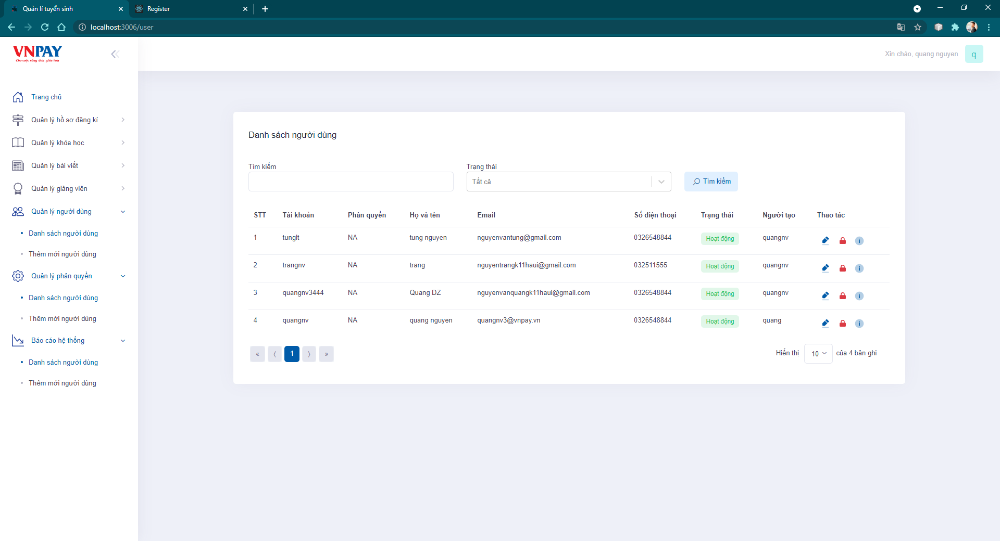 Quản lí tuyển sinh
Register
localhost:3006/user
VNPAY
Cho cuộc sống đơn giản hơn
Xin chào, quang nguyen
q
Trang chủ
Quản lý hồ sơ đăng kí
Quản lý khóa học
Quản lý bài viết
Quản lý giảng viên
Quản lý người dùng
Danh sách người dùng
Thêm mới người dùng
Quản lý phân quyền
Danh sách người dùng
Thêm mới người dùng
Báo cáo hệ thống
Danh sách người dùng
Thêm mới người dùng
Danh sách người dùng
Tìm kiếm
Trạng thái
Tất cả
Tìm kiếm
STT Tài khoản Phân quyền Họ và tên Email Số điện thoại Trạng thái Người tạo Thao tác
1 tunglt NA tung nguyen nguyenvantung@gmail.com 0326548844 Hoạt động quangnv
2 trangnv NA trang nguyentrangk11haui@gmail.com 032511555 Hoạt động quangnv
3 quangnv3444 NA Quang DZ nguyenvanquangk11haui@gmail.com 0326548844 Hoạt động quangnv
4 quangnv NA quang nguyen quangnv3@vnpay.vn 0326548844 Hoạt động quang
« ⟨ 1 ⟩ »
Hiển thị 10 của 4 bản ghi